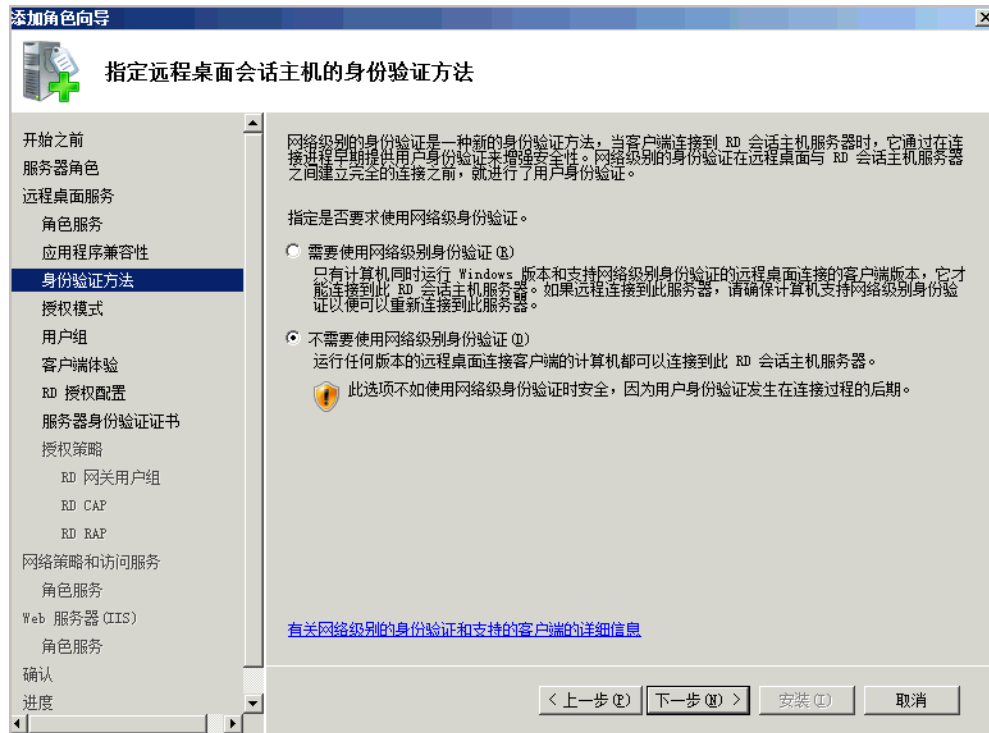 添加角色向导
指定远程桌面会话主机的身份验证方法
开始之前
服务器角色
远程桌面服务
角色服务
应用程序兼容性
身份验证方法
授权模式
用户组
客户端体验
RD 授权配置
服务器身份验证证书
授权策略
RD 网关用户组
RD CAP
RD RAP
网络策略和访问服务
角色服务
Web 服务器(IIS)
角色服务
确认
进度
网络级别的身份验证是一种新的身份验证方法，当客户端连接到 RD 会话主机服务器时，它通过在连
接进程早期提供用户身份验证来增强安全性。网络级别的身份验证在远程桌面与 RD 会话主机服务器
之间建立完全的连接之前，就进行了用户身份验证。
指定是否要求使用网络级身份验证。
需要使用网络级别身份验证(R)
只有计算机同时运行 Windows 版本和支持网络级别身份验证的远程桌面连接的客户端版本，它才
能连接到此 RD 会话主机服务器。如果远程连接到此服务器，请确保计算机支持网络级别身份验
证以便可以重新连接到此服务器。
不需要使用网络级别身份验证(D)
运行任何版本的远程桌面连接客户端的计算机都可以连接到此 RD 会话主机服务器。
此选项不如使用网络级身份验证时安全，因为用户身份验证发生在连接过程的后期。
有关网络级别的身份验证和支持的客户端的详细信息
< 上一步(P)
下一步(N) >
安装(I)
取消